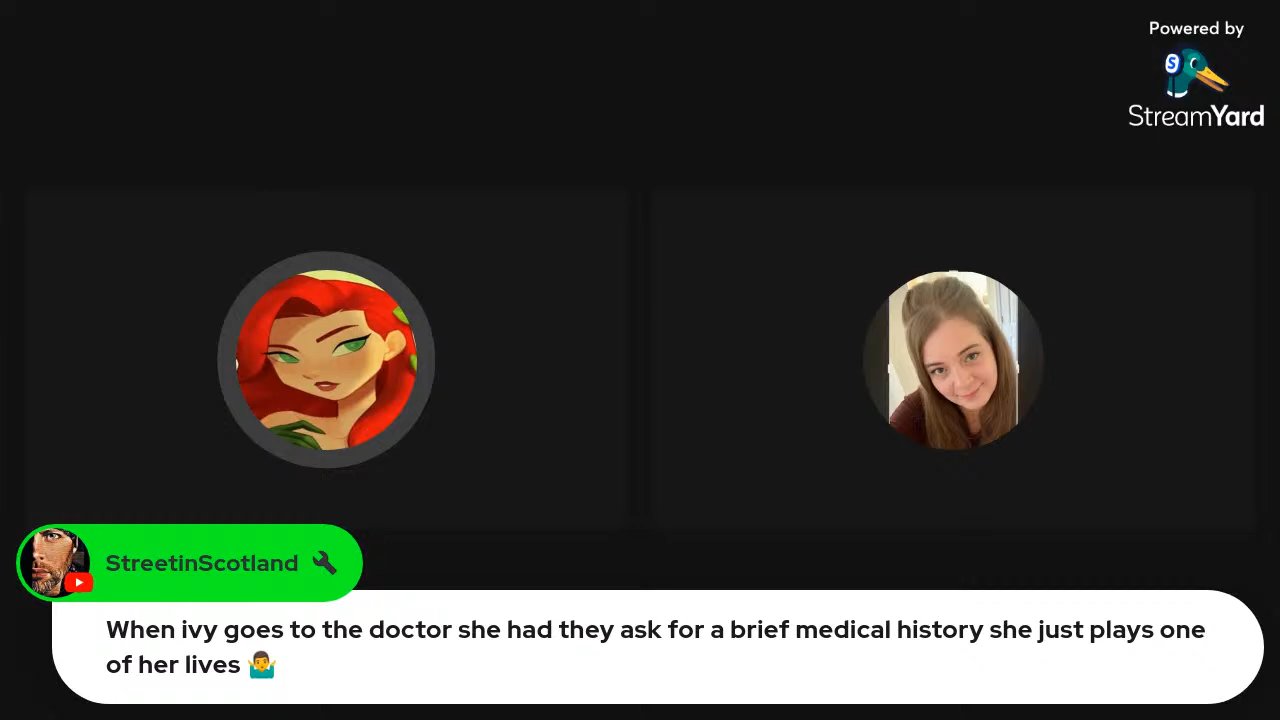 Powered by
S
StreamYard
StreetinScotland
When ivy goes to the doctor she had they ask for a brief medical history she just plays one
of her lives 🤷‍♂️